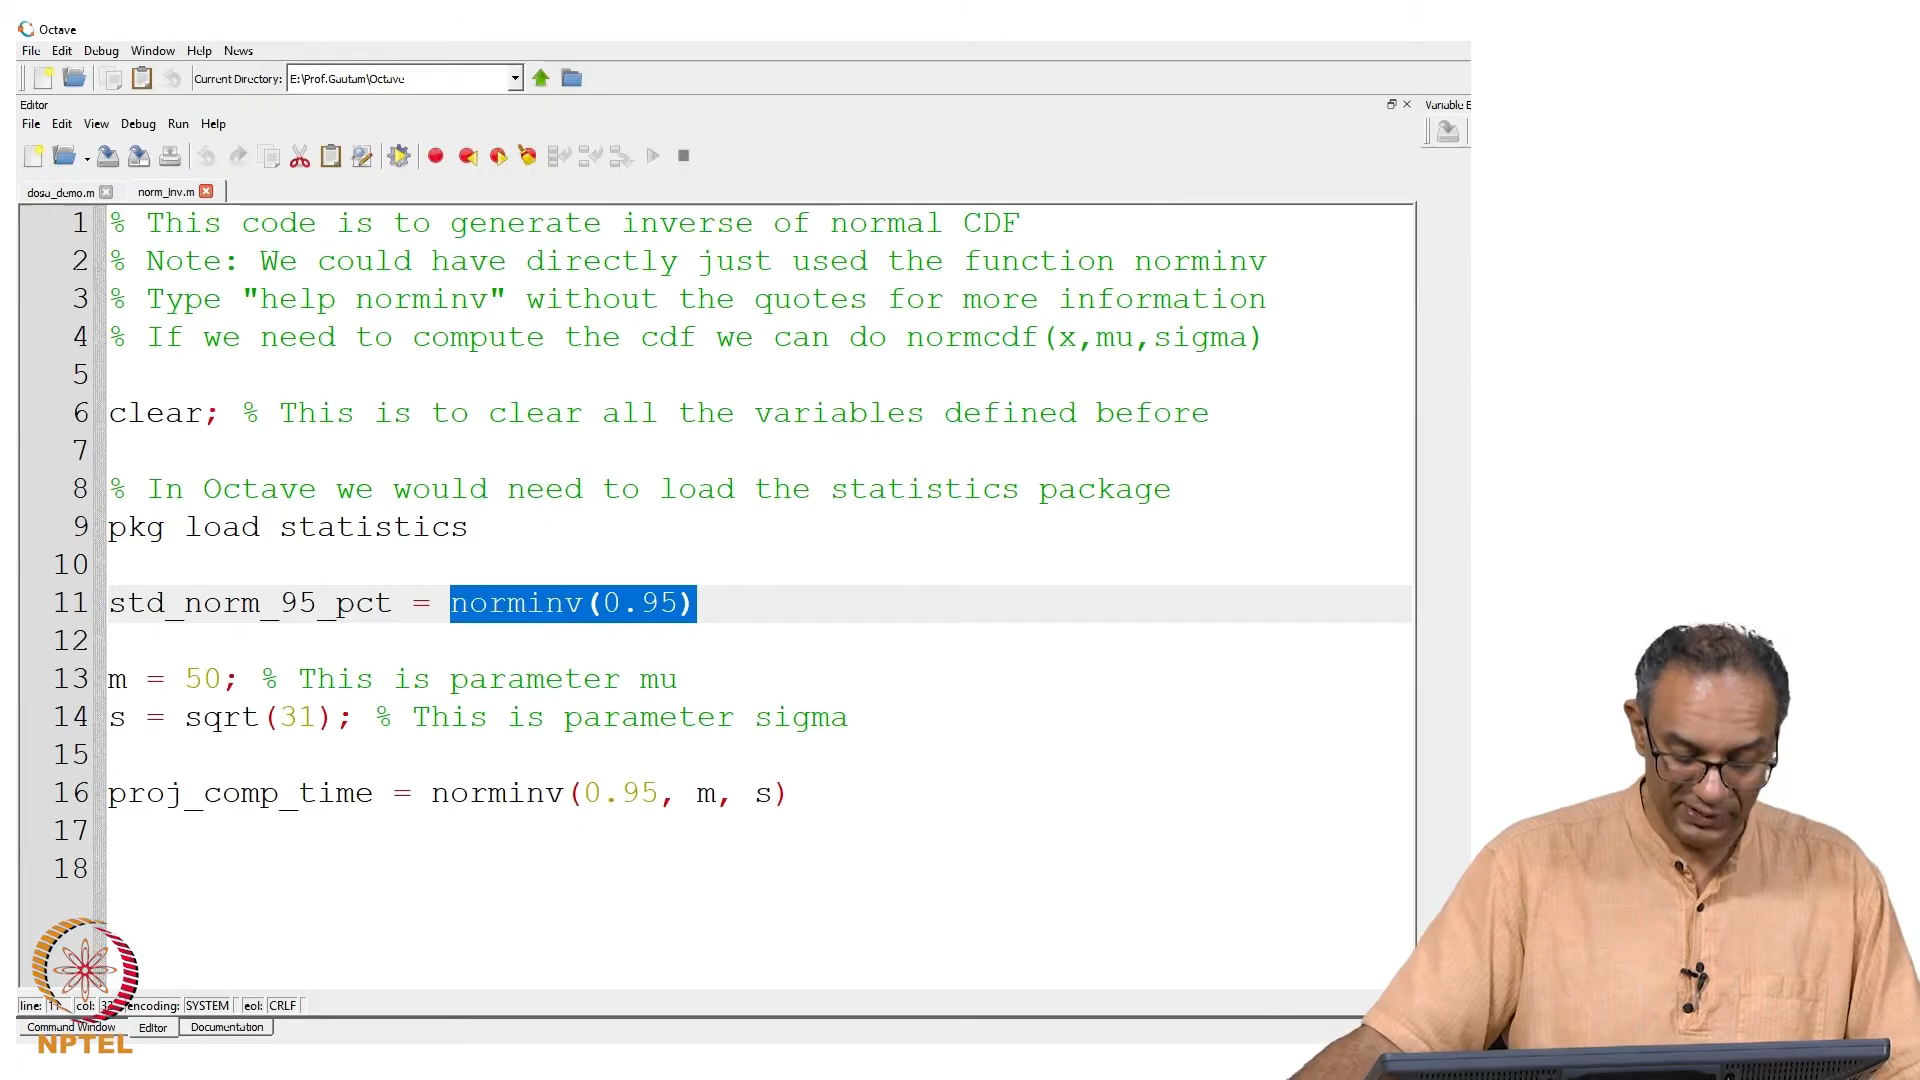 Octave
File Edit Debug Window Help News
Current Directory: E:\Prof.Gautam\Octave
Editor
Variable E
File Edit View Debug Run Help
dosa_demo.m norm_inv.m
1 % This code is to generate inverse of normal CDF
2 % Note: We could have directly just used the function norminv
3 % Type "help norminv" without the quotes for more information
4 % If we need to compute the cdf we can do normcdf(x,mu,sigma)
5
6 clear; % This is to clear all the variables defined before
7
8 % In Octave we would need to load the statistics package
9 pkg load statistics
10
11 std_norm_95_pct = norminv(0.95)
12
13 m = 50; % This is parameter mu
14 s = sqrt(31); % This is parameter sigma
15
16 proj_comp_time = norminv(0.95, m, s)
17
18
line: col: encoding: SYSTEM eol: CRLF
Command Window Editor Documentation
NPTEL